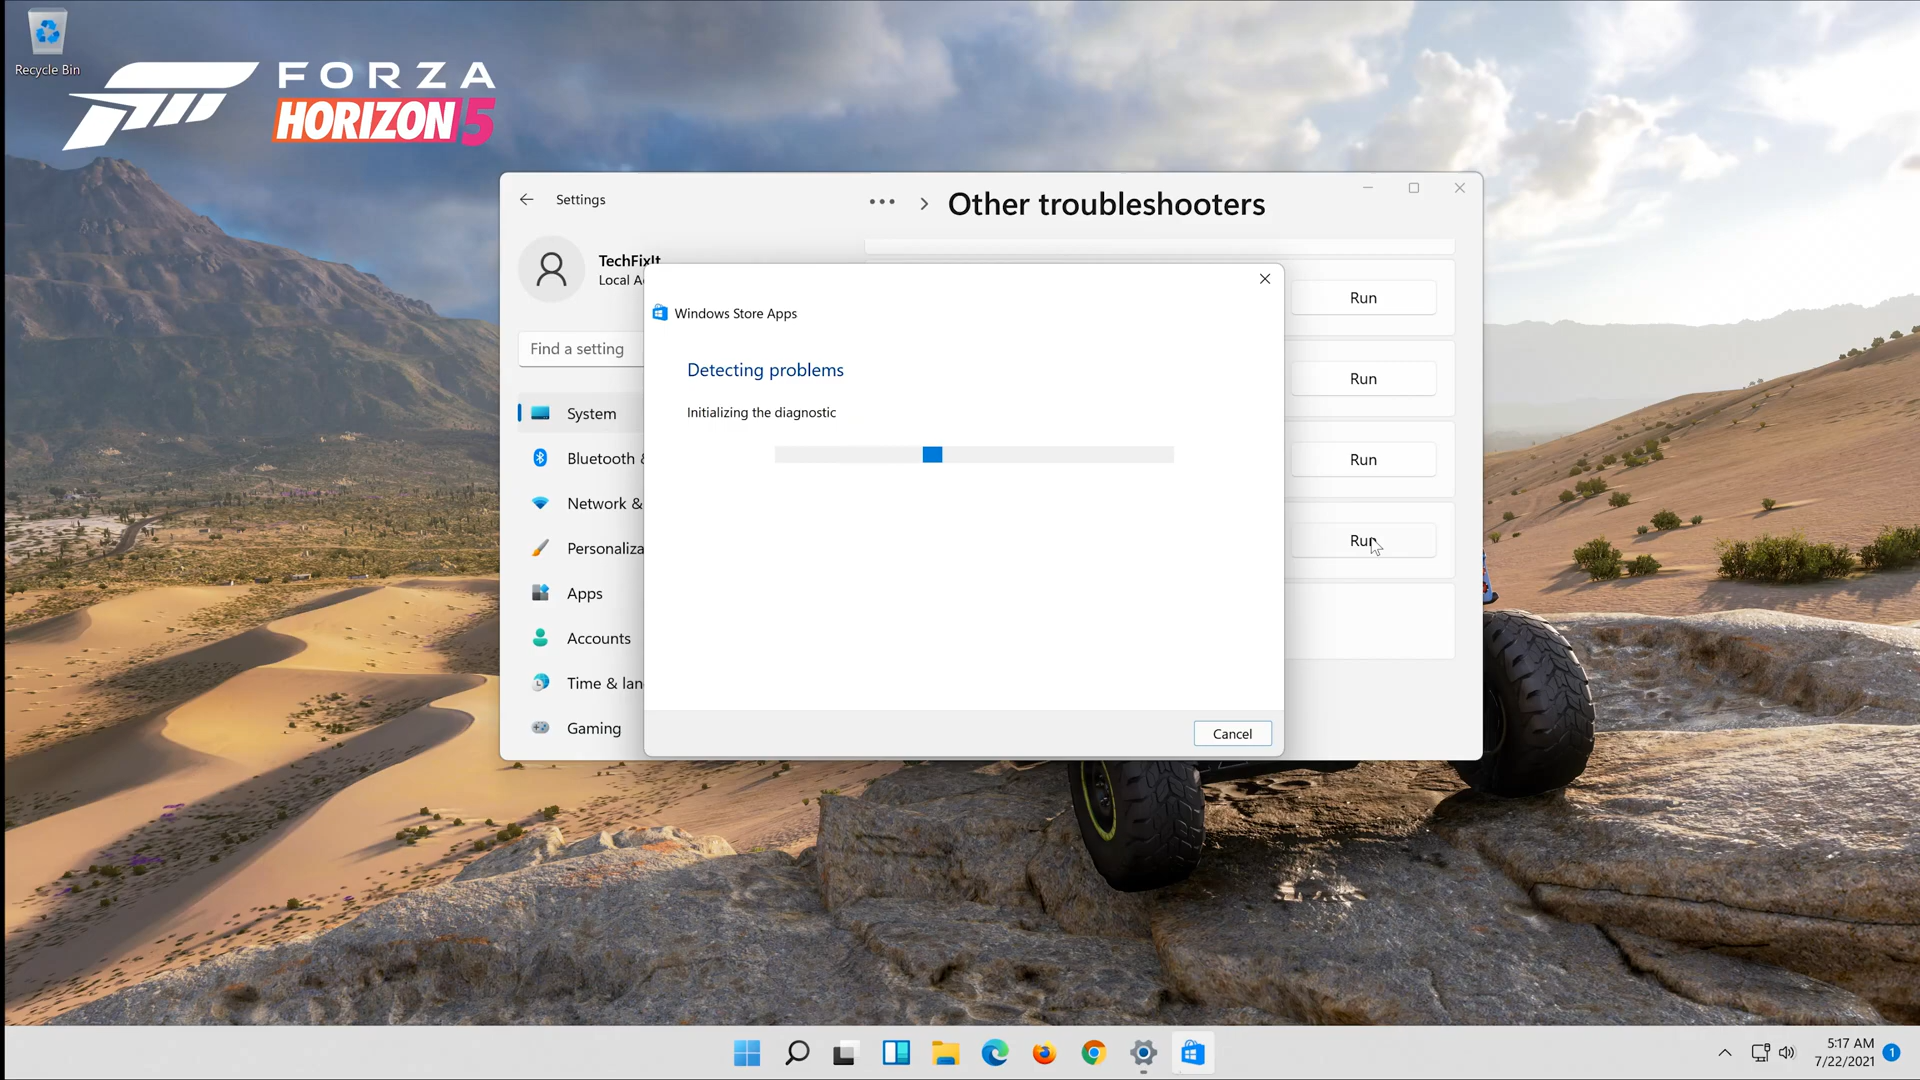 Recycle Bin
FORZA
HORIZON 5
Settings
Other troubleshooters
TechFixIt
Local A
Find a setting
System
Bluetooth &
Network &
Personaliza
Apps
Accounts
Time & lan
Gaming
Windows Store Apps
Detecting problems
Initializing the diagnostic
Cancel
Run
Run
Run
Run
5:17 AM
7/22/2021
1